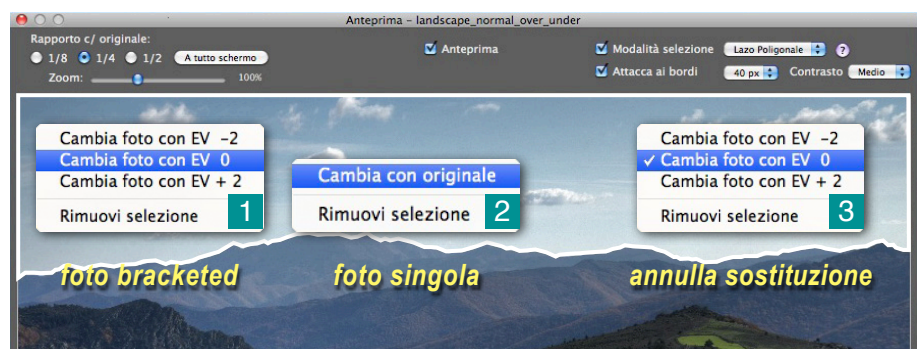 Anteprima – landscape_normal_over_under
Rapporto c/ originale:
1/8 1/4 1/2 A tutto schermo
Zoom: 100%
Anteprima
Modalità selezione Lazo Poligonale ?
Attacca ai bordi 40 px Contrasto Medio
Cambia foto con EV -2
Cambia foto con EV 0
Cambia foto con EV + 2
Rimuovi selezione 1
foto bracketed
Cambia con originale
Rimuovi selezione 2
foto singola
Cambia foto con EV -2
✓ Cambia foto con EV 0
Cambia foto con EV + 2
Rimuovi selezione 3
annulla sostituzione